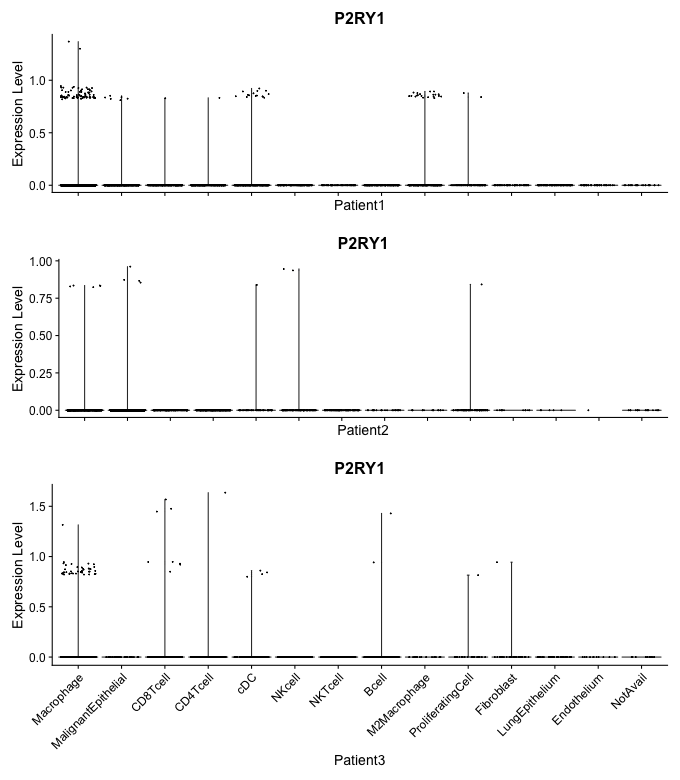 P2RY1
Expression Level
1.0
0.5
0.0
Patient1
P2RY1
Expression Level
1.00
0.75
0.50
0.25
0.00
Patient2
P2RY1
Expression Level
1.5
1.0
0.5
0.0
Macrophage
MalignantEpithelial
CD8Tcell
CD4Tcell
cDC
NKcell
NKTcell
Bcell
M2Macrophage
ProliferatingCell
Fibroblast
LungEpithelium
Endothelium
NotAvail
Patient3